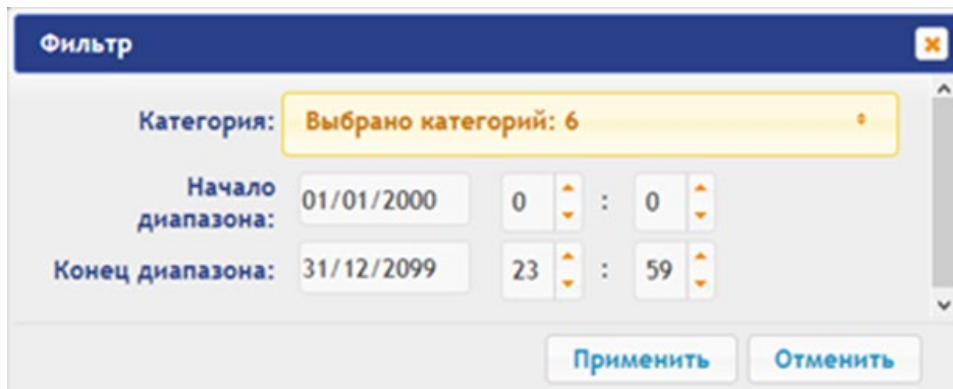 Фильтр
Категория: Выбрано категорий: 6
Начало
диапазона: 01/01/2000 0 : 0
Конец диапазона: 31/12/2099 23 : 59
Применить Отменить